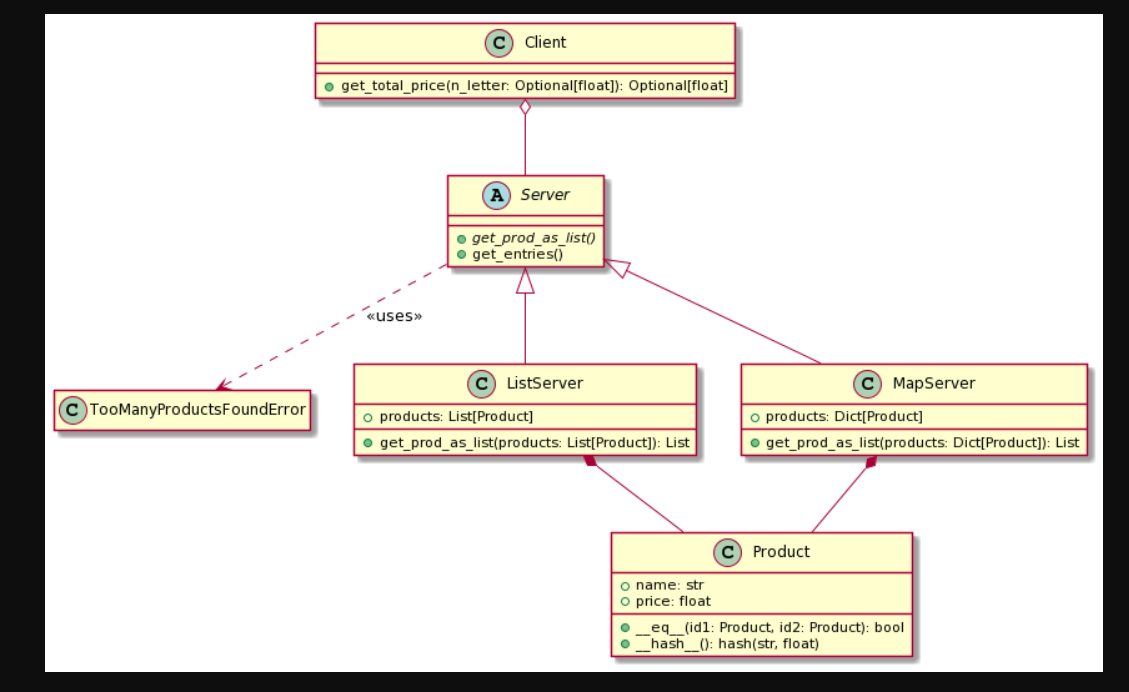 C Client
get_total_price(n_letter: Optional[float]): Optional[float]
A Server
get_prod_as_list()
get_entries()
«uses»
C TooManyProductsFoundError
C ListServer
products: List[Product]
get_prod_as_list(products: List[Product]): List
C MapServer
products: Dict[Product]
get_prod_as_list(products: Dict[Product]): List
C Product
name: str
price: float
__eq__(id1: Product, id2: Product): bool
__hash__(): hash(str, float)